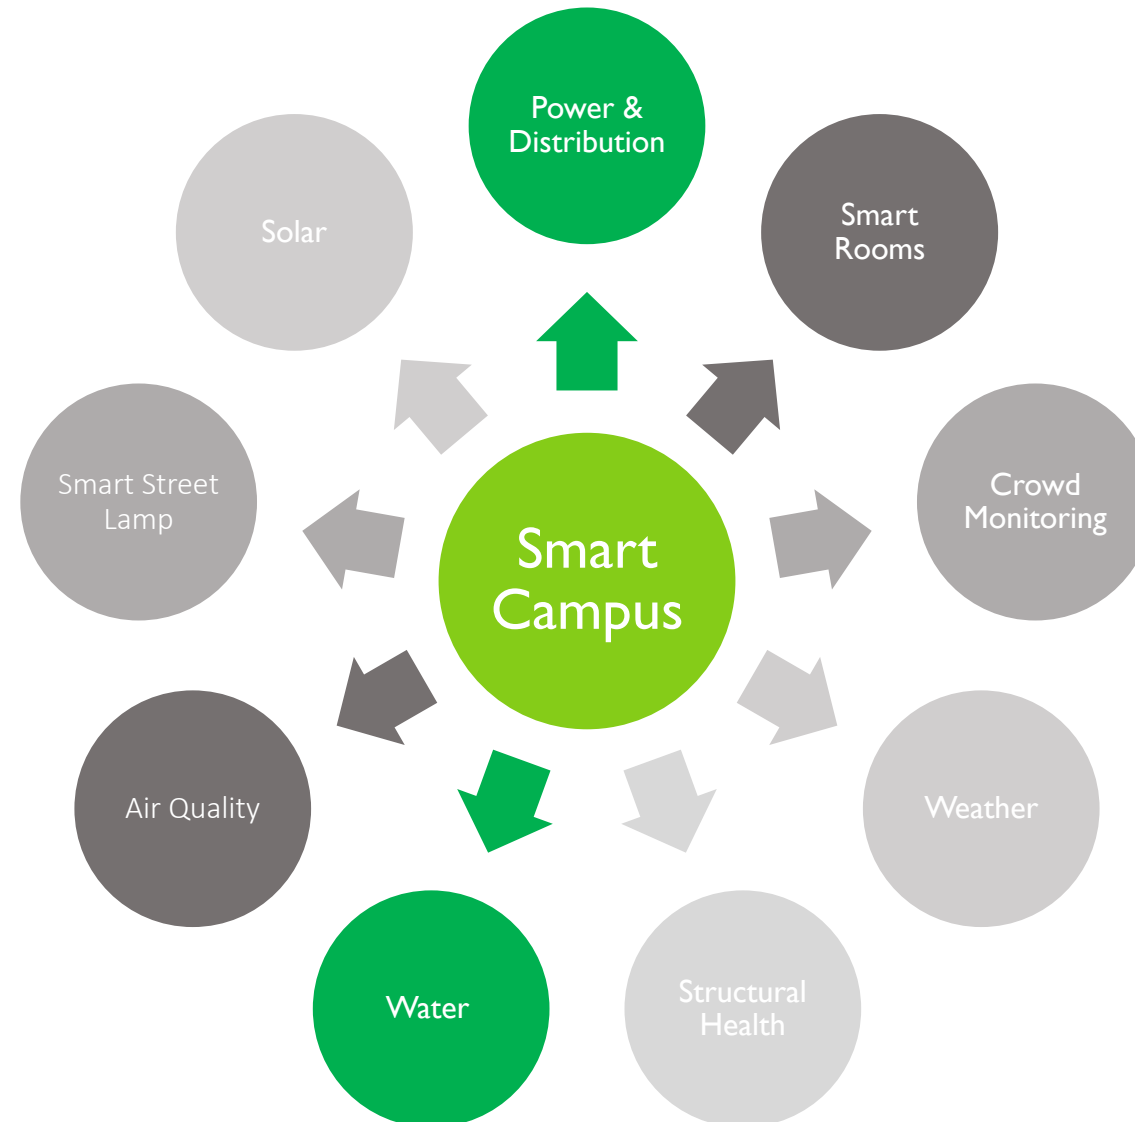 Power &
Distribution
Smart
Rooms
Solar
Crowd
Monitoring
Smart Street
Lamp
Smart
Campus
Weather
Air Quality
Structural
Health
Water